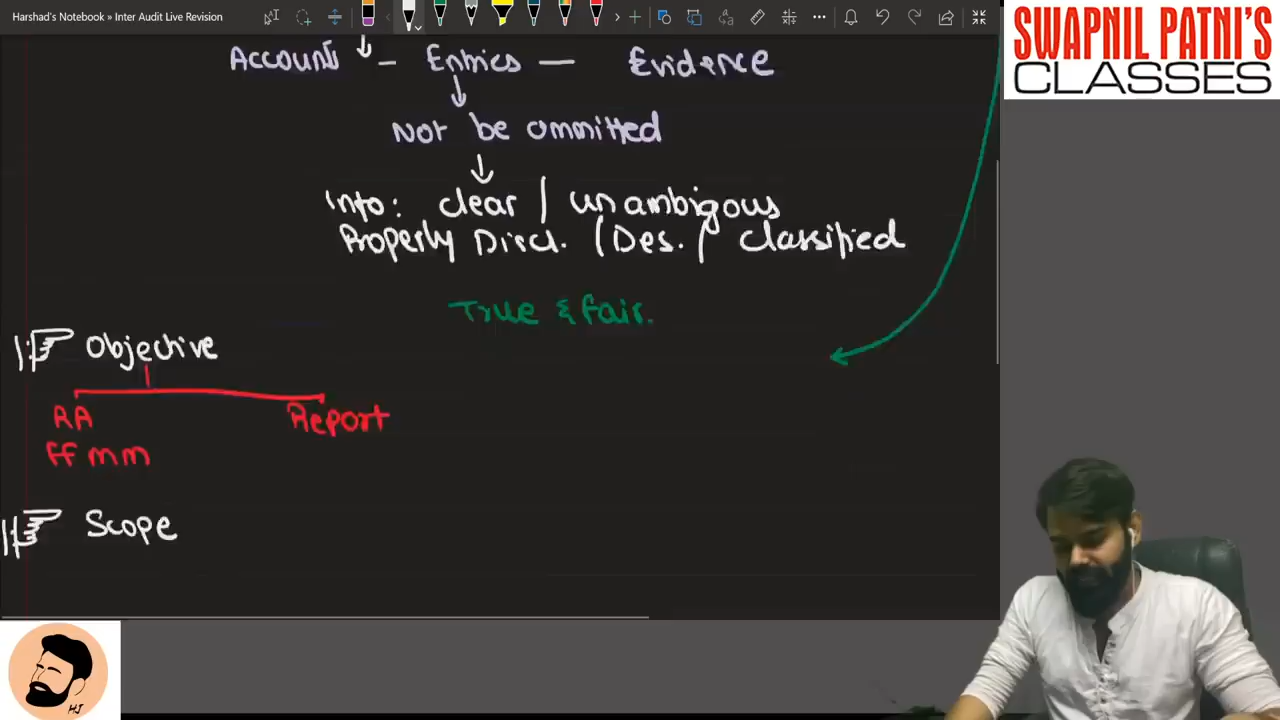 Harshad's Notebook » Inter Audit Live Revision
SWAPNIL PATNI'S
CLASSES
Account - Entries - Evidence
Not be ommitted
Info: clear / unambigous
Properly Discl. / Des. / classified
True & fair.
Objective
RA Report
FFMM
Scope
HJ